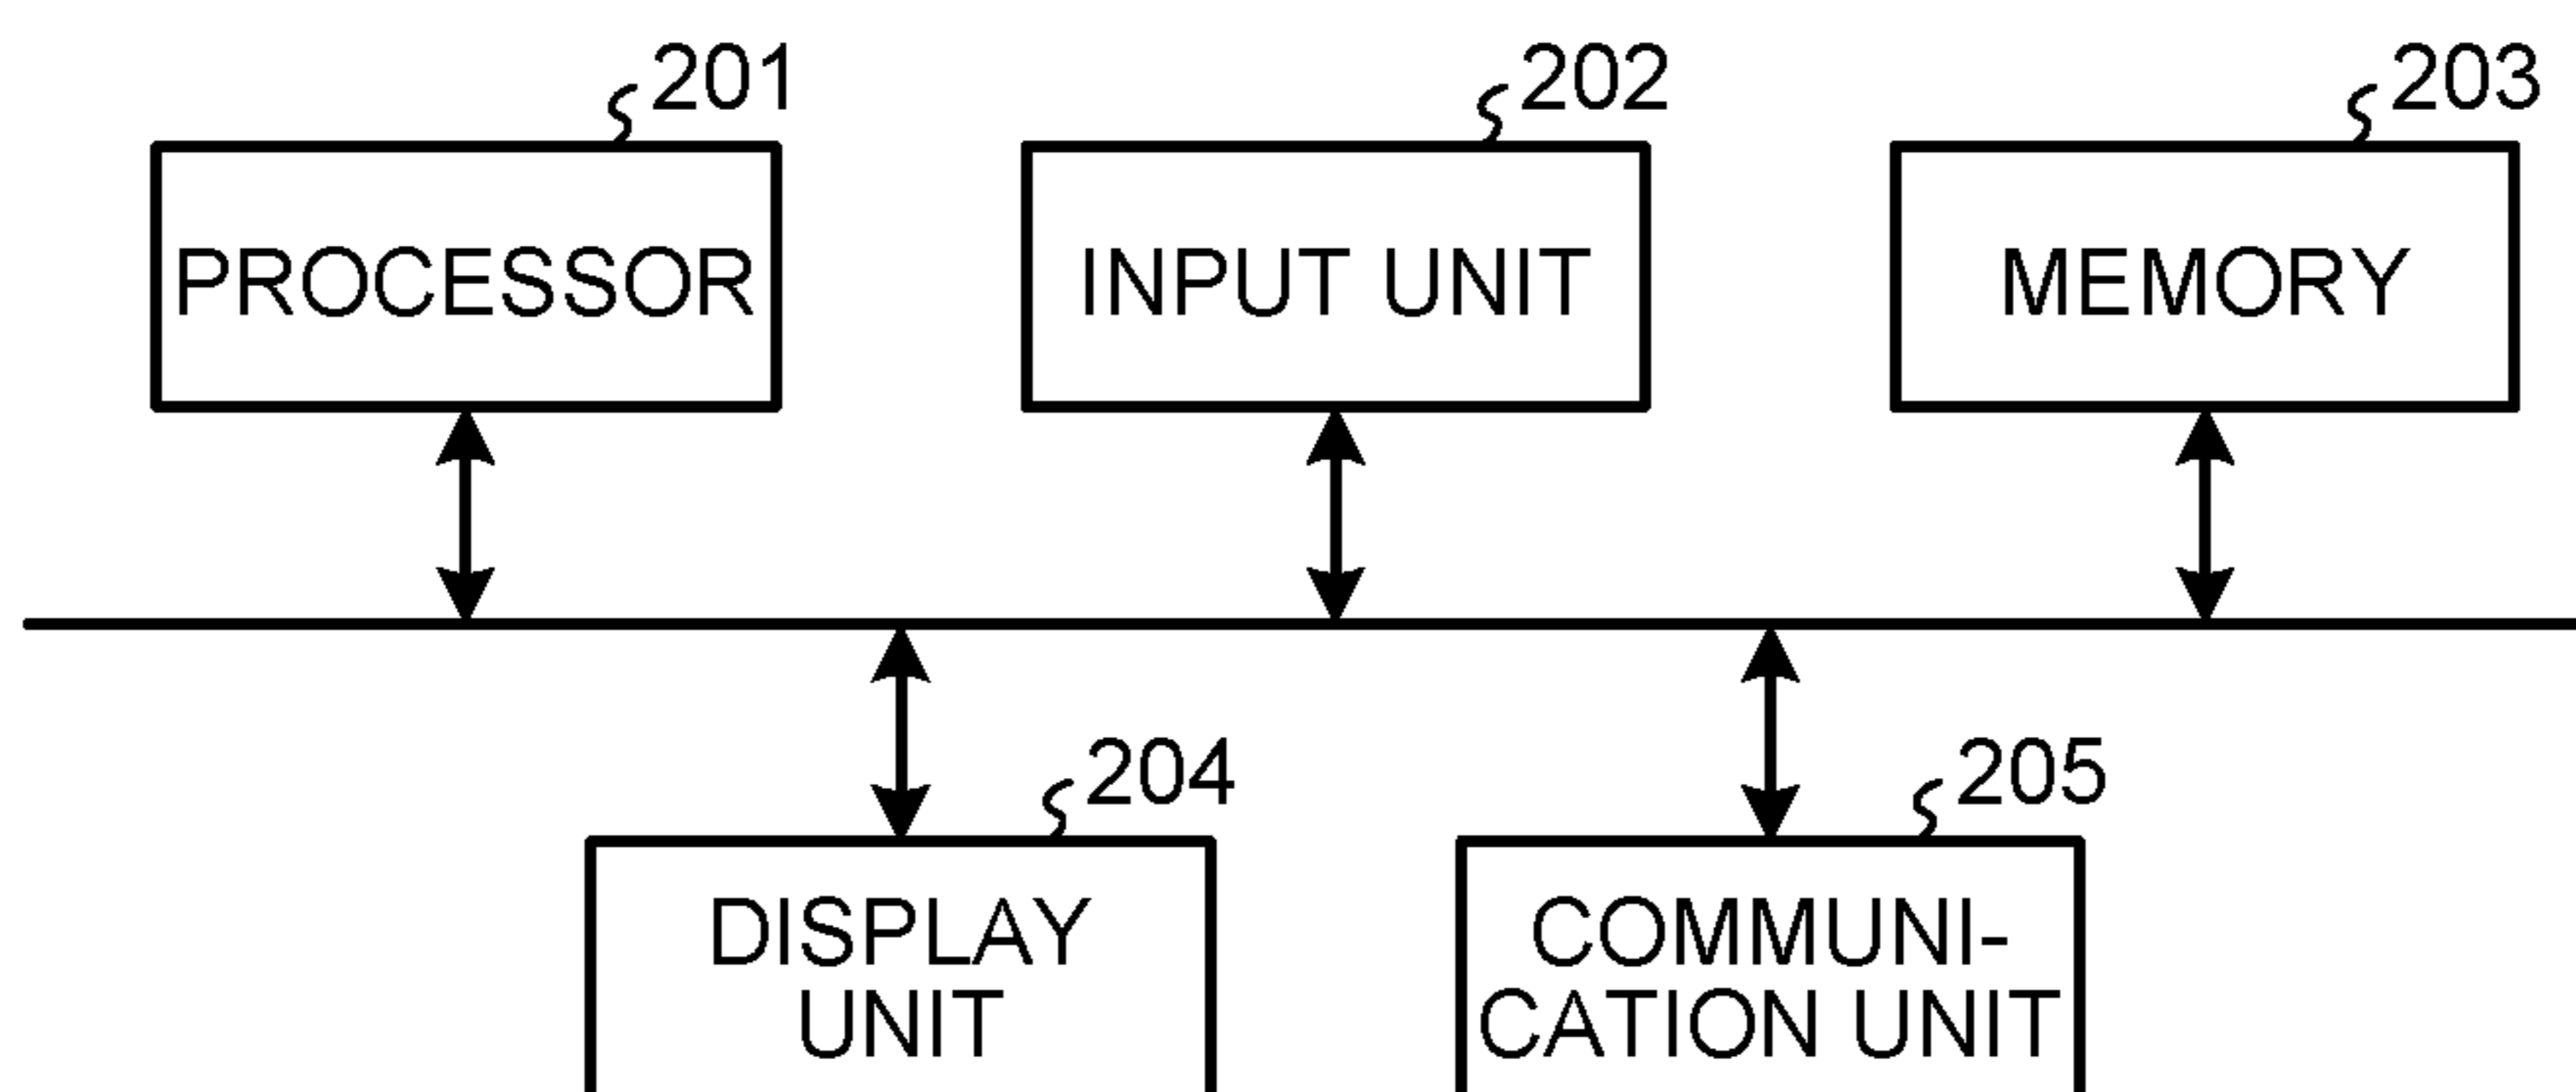 201
202
203
PROCESSOR
INPUT UNIT
MEMORY
204
205
DISPLAY
UNIT
COMMUNI-
CATION UNIT